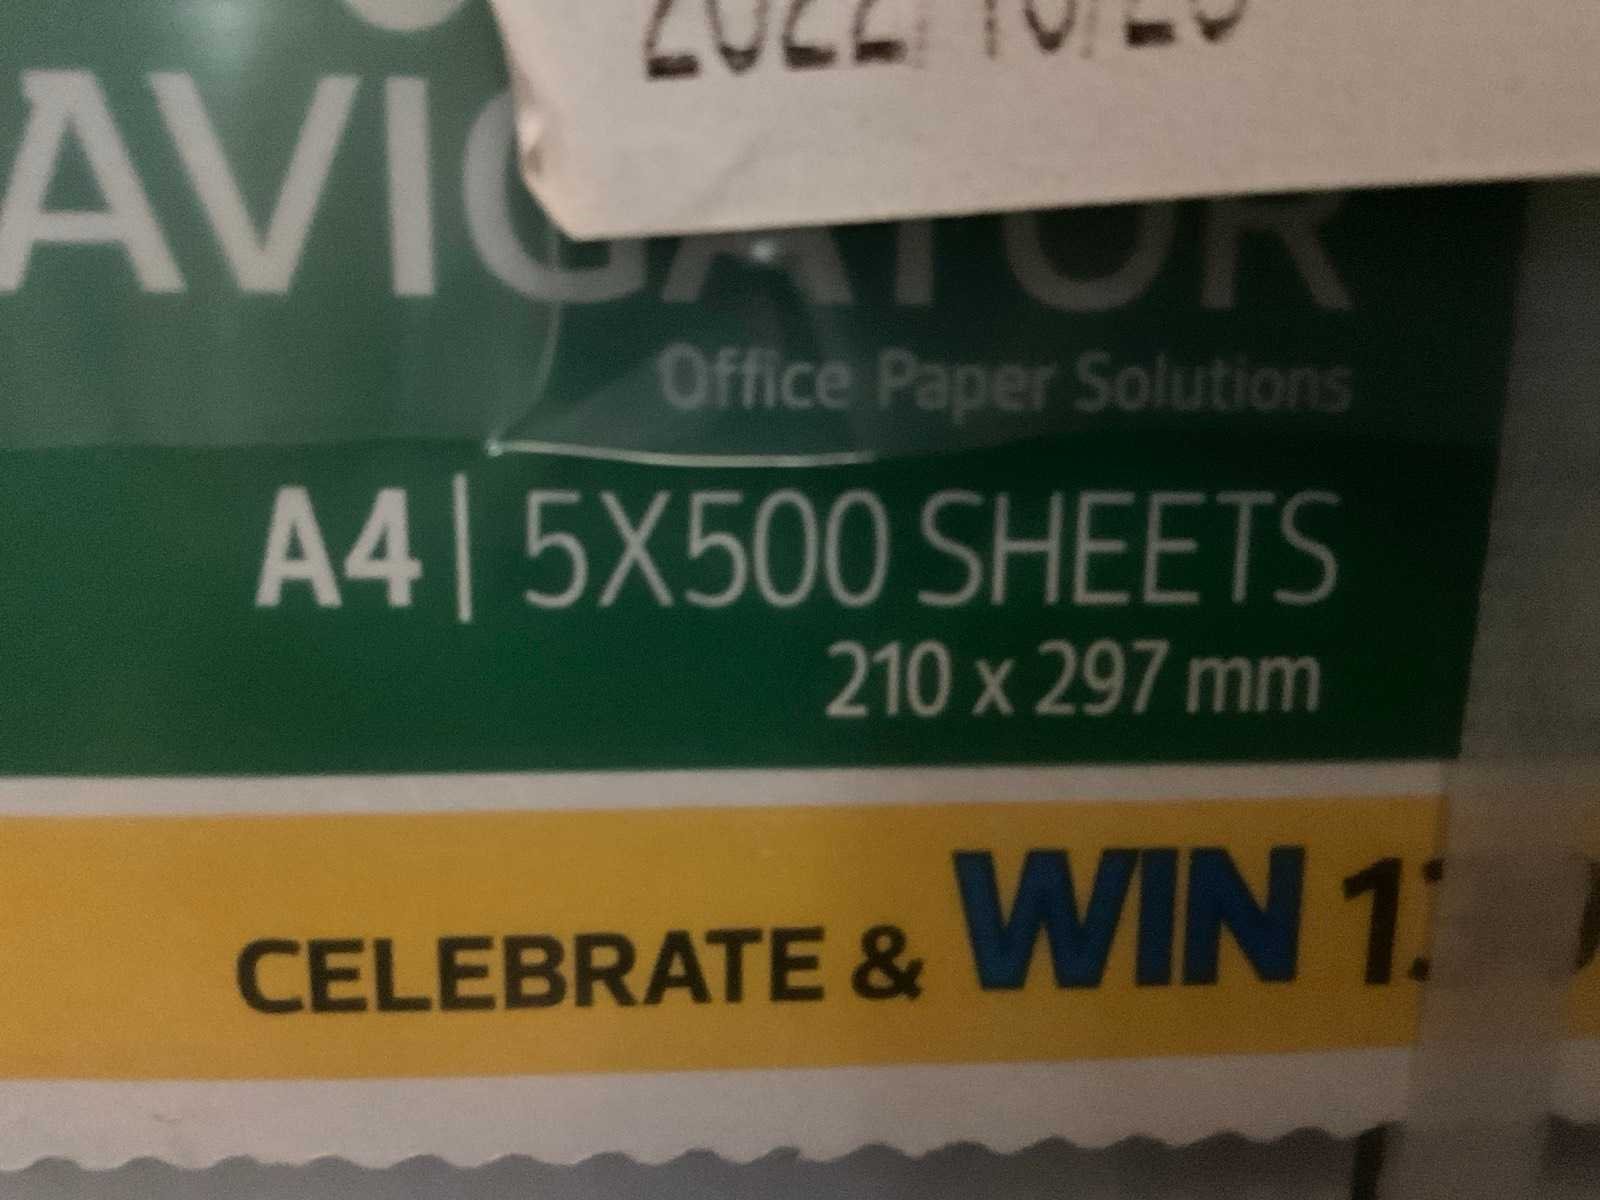 AVIGATOR
Office Paper Solutions
A4 | 5X500 SHEETS
210 x 297 mm
CELEBRATE & WIN